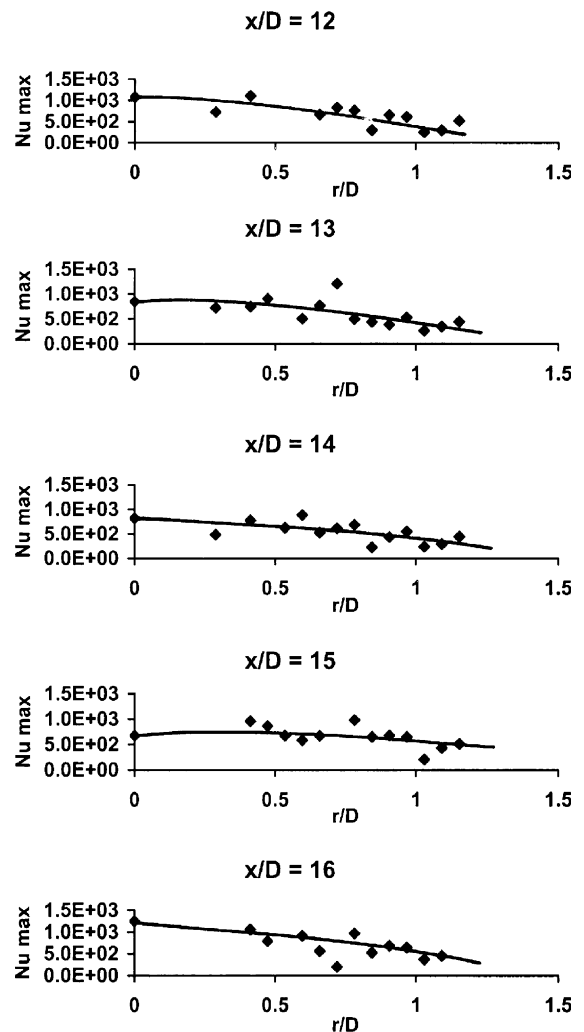 x/D = 12
Nu max
1.5E+03
1.0E+03
5.0E+02
0.0E+00
0 0.5 1 1.5
r/D
x/D = 13
Nu max
1.5E+03
1.0E+03
5.0E+02
0.0E+00
0 0.5 1 1.5
r/D
x/D = 14
Nu max
1.5E+03
1.0E+03
5.0E+02
0.0E+00
0 0.5 1 1.5
r/D
x/D = 15
Nu max
1.5E+03
1.0E+03
5.0E+02
0.0E+00
0 0.5 1 1.5
r/D
x/D = 16
Nu max
1.5E+03
1.0E+03
5.0E+02
0.0E+00
0 0.5 1 1.5
r/D